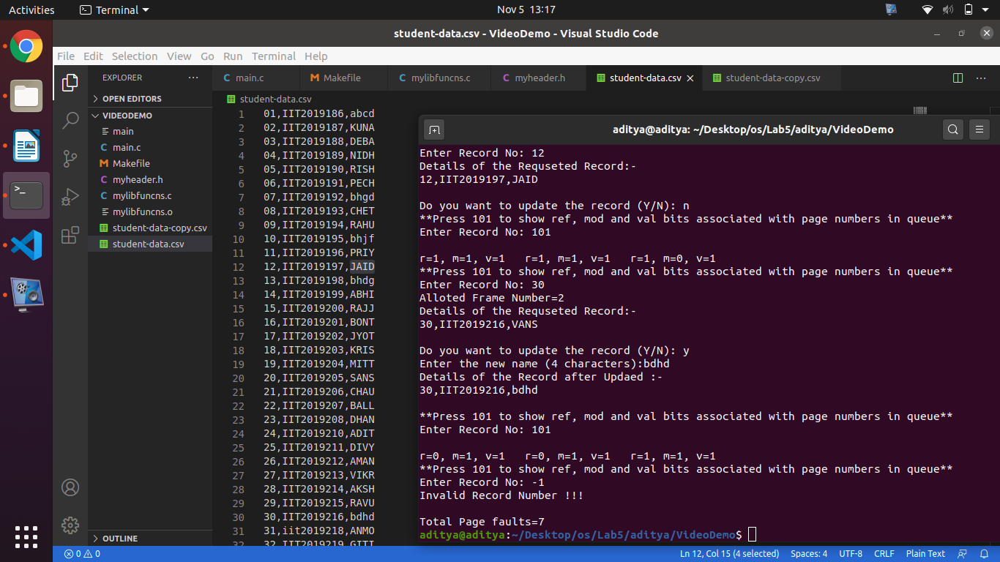 Activities Terminal Nov 5 13:17
student-data.csv - VideoDemo - Visual Studio Code
File Edit Selection View Go Run Terminal Help
EXPLORER ···
OPEN EDITORS
VIDEODEMO
main
main.c
Makefile
myheader.h
mylibfuncns.c
mylibfuncns.o
student-data-copy.csv
student-data.csv
OUTLINE
main.c Makefile mylibfuncns.c myheader.h student-data.csv student-data-copy.csv
student-data.csv
1 01,IIT2019186,abcd
2 02,IIT2019187,KUNA
3 03,IIT2019188,DEBA
4 04,IIT2019189,NIDH
5 05,IIT2019190,RISH
6 06,IIT2019191,PECH
7 07,IIT2019192,bhgd
8 08,IIT2019193,CHET
9 09,IIT2019194,RAHU
10 10,IIT2019195,bhjf
11 11,IIT2019196,PRIY
12 12,IIT2019197,JAID
13 13,IIT2019198,bhdg
14 14,IIT2019199,ABHI
15 15,IIT2019200,RAJJ
16 16,IIT2019201,BONT
17 17,IIT2019202,JYOT
18 18,IIT2019203,KRIS
19 19,IIT2019204,MITT
20 20,IIT2019205,SANS
21 21,IIT2019206,CHAU
22 22,IIT2019207,BALL
23 23,IIT2019208,DHAN
24 24,IIT2019210,ADIT
25 25,IIT2019211,DIVY
26 26,IIT2019212,AMAN
27 27,IIT2019213,VIKR
28 28,IIT2019214,AKSH
29 29,IIT2019215,RAVU
30 30,IIT2019216,bdhd
31 31,iit2019218,ANMO
32 32,IIT2019219,GITI
aditya@aditya: ~/Desktop/os/Lab5/aditya/VideoDemo
Enter Record No: 12
Details of the Requseted Record:-
12,IIT2019197,JAID
Do you want to update the record (Y/N): n
**Press 101 to show ref, mod and val bits associated with page numbers in queue**
Enter Record No: 101
r=1, m=1, v=1 r=1, m=1, v=1 r=1, m=0, v=1
**Press 101 to show ref, mod and val bits associated with page numbers in queue**
Enter Record No: 30
Alloted Frame Number=2
Details of the Requseted Record:-
30,IIT2019216,VANS
Do you want to update the record (Y/N): y
Enter the new name (4 characters):bdhd
Details of the Record after Updaed :-
30,IIT2019216,bdhd
**Press 101 to show ref, mod and val bits associated with page numbers in queue**
Enter Record No: 101
r=0, m=1, v=1 r=0, m=1, v=1 r=1, m=1, v=1
**Press 101 to show ref, mod and val bits associated with page numbers in queue**
Enter Record No: -1
Invalid Record Number !!!
Total Page faults=7
aditya@aditya:~/Desktop/os/Lab5/aditya/VideoDemo$
0 0 Ln 12, Col 15 (4 selected) Spaces: 4 UTF-8 CRLF Plain Text